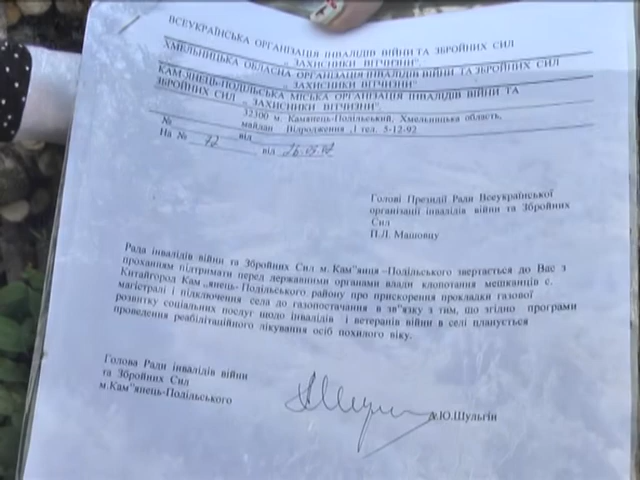 ВСЕУКРАЇНСЬКА ОРГАНІЗАЦІЯ ІНВАЛІДІВ ВІЙНИ ТА ЗБРОЙНИХ СИЛ
„ ЗАХИСНИКИ ВІТЧИЗНИ".
ХМЕЛЬНИЦЬКА ОБЛАСНА ОРГАНІЗАЦІЯ ІНВАЛІДІВ ВІЙНИ ТА ЗБРОЙНИХ СИЛ
„ ЗАХИСНИКИ ВІТЧИЗНИ"
КАМ'ЯНЕЦЬ-ПОДІЛЬСЬКА МІСЬКА ОРГАНІЗАЦІЯ ІНВАЛІДІВ ВІЙНИ ТА
ЗБРОЙНИХ СИЛ „ ЗАХИСНИКИ ВІТЧИЗНИ".
32300 м. Камянець-Подільський, Хмельницька область,
майдан Відродження ,1 тел. 5-12-92
№ від
На № 72 від
Голові Президії Ради Всеукраїнської
організації інвалідів війни та Збройних
Сил
П.Л. Машовцу
Рада інвалідів війни та Збройних Сил м. Кам"янця –Подільського звертається до Вас з
проханням підтримати перед державними органами влади клопотання мешканців с.
Китайгород Кам „янець- Подільського району про прискорення прокладки газової
магістралі і підключення села до газопостачання в зв"язку з тим, що згідно програми
розвитку соціальних послуг щодо інвалідів і ветеранів війни в селі планується
проведення реабілітаційного лікування осіб похилого віку.
Голова Ради інвалідів війни
та Збройних Сил
м.Кам"янець-Подільського
А.Ю.Шульгін